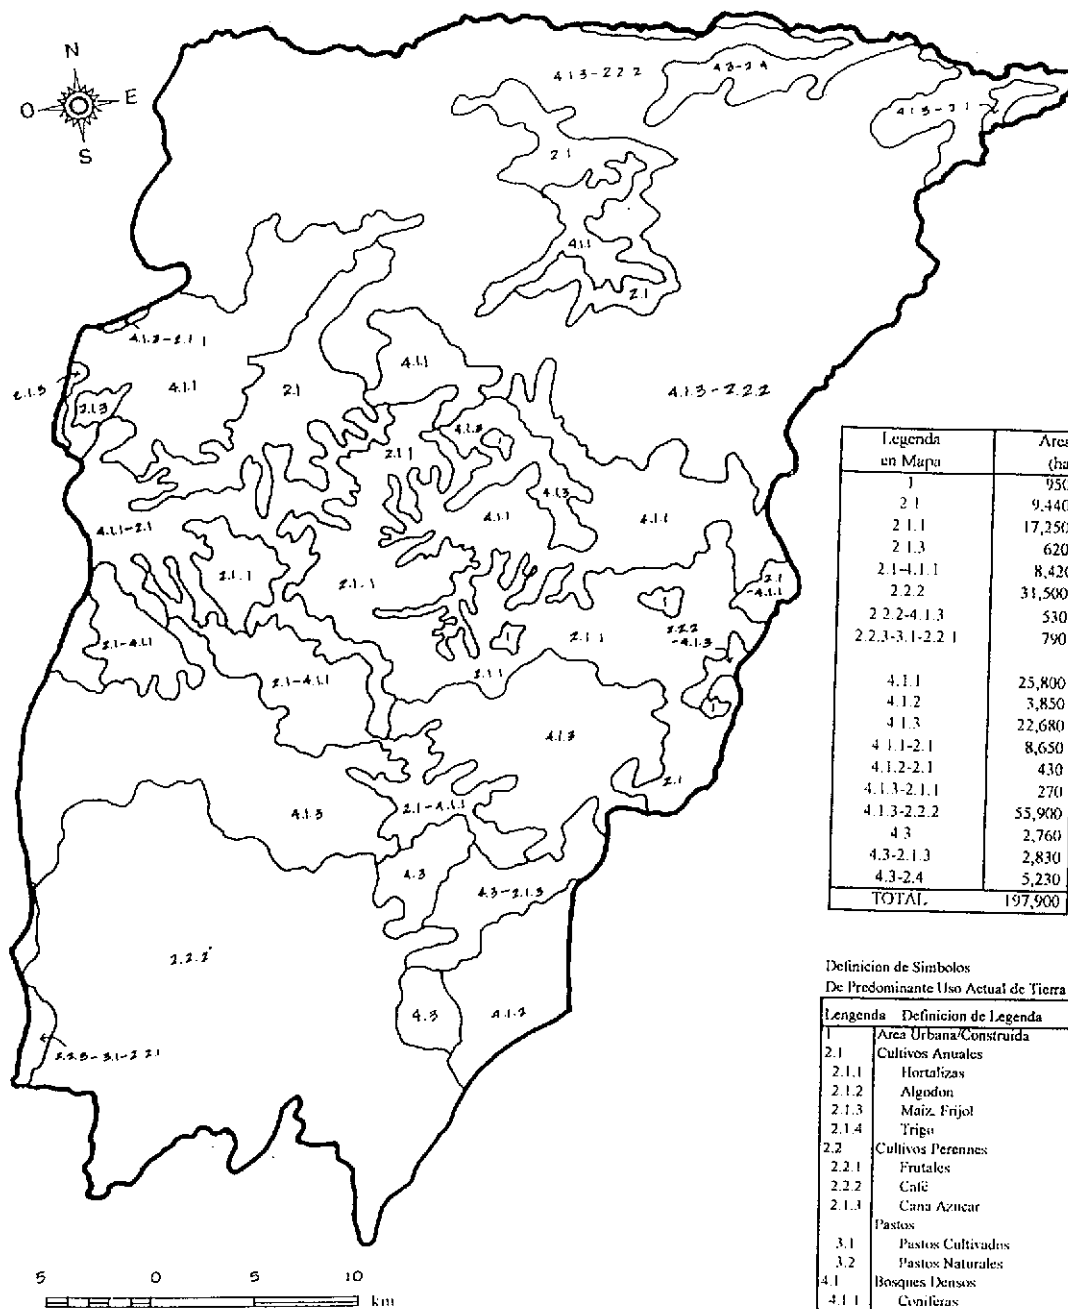 N
O
E
S
4.1.3-2.2.2
4.3-2.4
4.1.3-2.1
2.1
4.1.1
2.1
4.1.2-2.1.1
2.1.3
2.1.3
4.1.1
2.1
4.1.1
4.1.3-2.2.2
4.1.2
1
2.1.1
4.1.3
4.1.1
4.1.1
4.1.1-2.1
2.1.1
2.1.1
2.1
-4.1.1
1
2.2.2
-4.1.3
2.1-4.1.1
1
2.1.1
2.1-4.1.1
2.1.1
1
4.1.3
2.1
4.1.3
2.1-4.1.1
4.3
4.3-2.1.3
2.2.2
4.3
4.1.2
2.2.3-3.1-2.2.1
5 0 5 10
km
Legenda Area
en Mapa (ha
1 950
2.1 9,440
2.1.1 17,250
2.1.3 620
2.1-4.1.1 8,420
2.2.2 31,500
2.2.2-4.1.3 530
2.2.3-3.1-2.2.1 790
4.1.1 25,800
4.1.2 3,850
4.1.3 22,680
4.1.1-2.1 8,650
4.1.2-2.1 430
4.1.3-2.1.1 270
4.1.3-2.2.2 55,900
4.3 2,760
4.3-2.1.3 2,830
4.3-2.4 5,230
TOTAL 197,900
Definicion de Simbolos
De Predominante Uso Actual de Tierra
Lengenda Definicion de Legenda
1 Area Urbana/Construida
2.1 Cultivos Anuales
2.1.1 Hortalizas
2.1.2 Algodon
2.1.3 Maiz, Frijol
2.1.4 Trigo
2.2 Cultivos Perennes
2.2.1 Frutales
2.2.2 Café
2.1.3 Cana Azucar
Pastos
3.1 Pastos Cultivados
3.2 Pastos Naturales
4.1 Bosques Densos
4.1.1 Coniferas